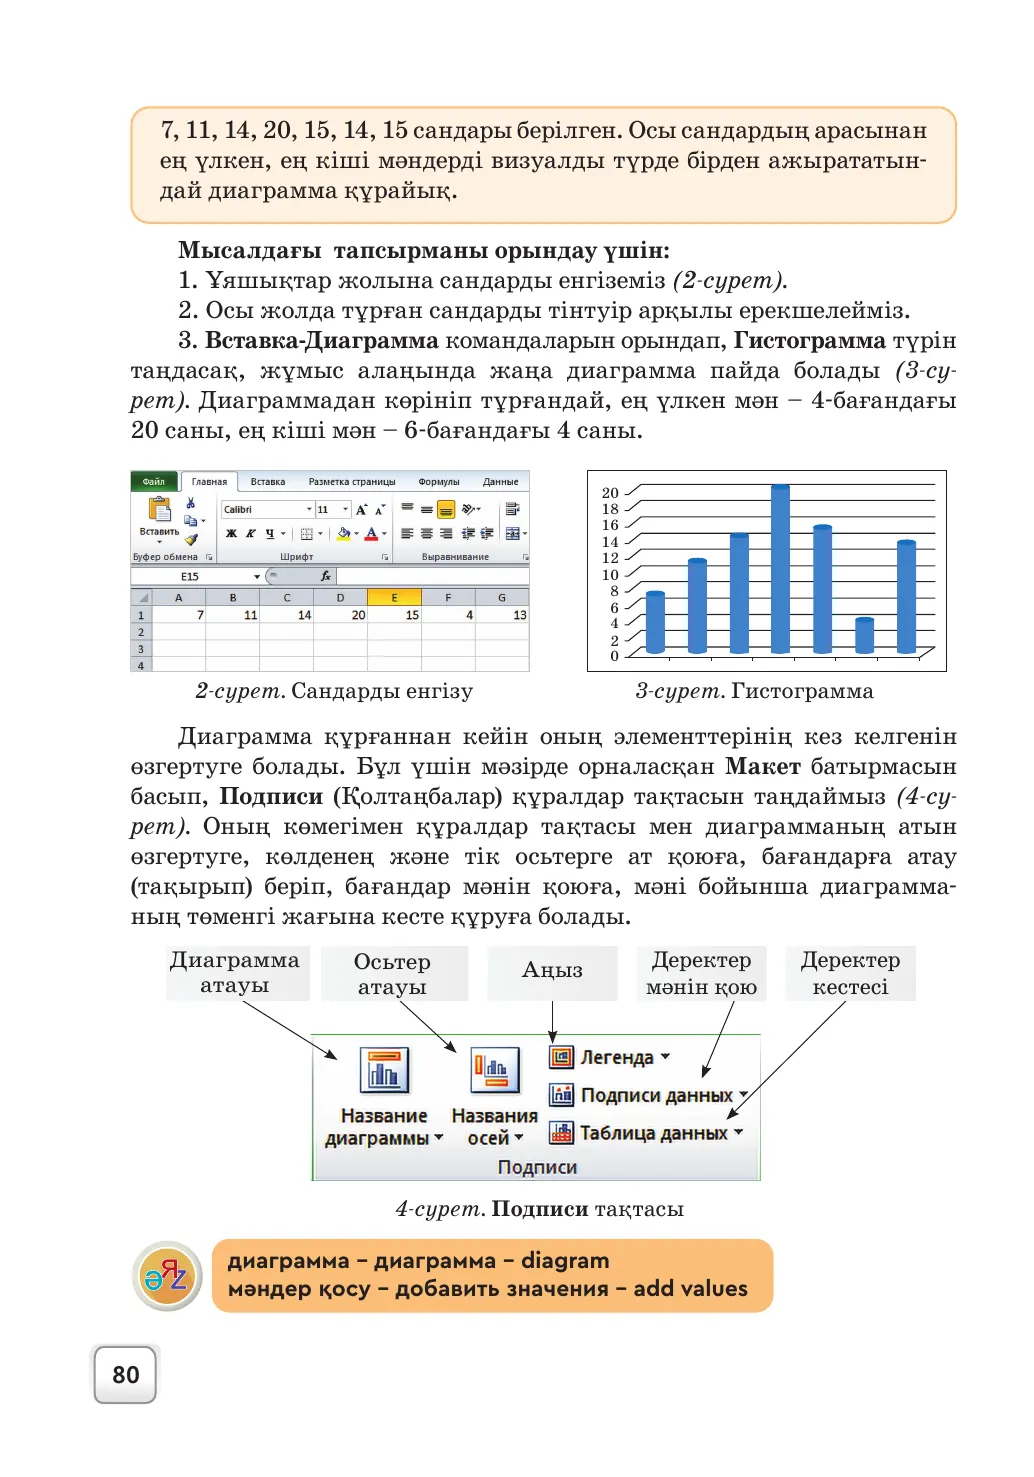 7, 11, 14, 20, 15, 14, 15 сандары берілген. Осы сандардың арасынан
ең үлкен, ең кіші мәндерді визуалды түрде бірден ажырататын-
дай диаграмма құрайық.
Мысалдағы тапсырманы орындау үшін:
1. Ұяшықтар жолына сандарды енгіземіз (2-сурет).
2. Осы жолда тұрған сандарды тінтуір арқылы ерекшелейміз.
3. Вставка-Диаграмма командаларын орындап, Гистограмма түрін
таңдасақ, жұмыс алаңында жаңа диаграмма пайда болады (3-су-
рет). Диаграммадан көрініп тұрғандай, ең үлкен мән – 4-бағандағы
20 саны, ең кіші мән – 6-бағандағы 4 саны.
Файл Главная Вставка Разметка страницы Формулы Данные
Calibri 11 A A
Вставить
Ж К Ч A
Буфер обмена Шрифт Выравнивание
E15 fx
A B C D E F G
1 7 11 14 20 15 4 13
2
3
4
20
18
16
14
12
10
8
6
4
2
0
2-сурет. Сандарды енгізу
3-сурет. Гистограмма
Диаграмма құрғаннан кейін оның элементтерінің кез келгенін
өзгертуге болады. Бұл үшін мәзірде орналасқан Макет батырмасын
басып, Подписи (Қолтаңбалар) құралдар тақтасын таңдаймыз (4-су-
рет). Оның көмегімен құралдар тақтасы мен диаграмманың атын
өзгертуге, көлденең және тік осьтерге ат қоюға, бағандарға атау
(тақырып) беріп, бағандар мәнін қоюға, мәні бойынша диаграмма-
ның төменгі жағына кесте құруға болады.
Диаграмма
атауы
Осьтер
атауы
Аңыз
Деректер
мәнін қою
Деректер
кестесі
Название
диаграммы
Названия
осей
Легенда
Подписи данных
Таблица данных
Подписи
4-сурет. Подписи тақтасы
ә Я Z
диаграмма – диаграмма – diagram
мәндер қосу – добавить значения – add values
80